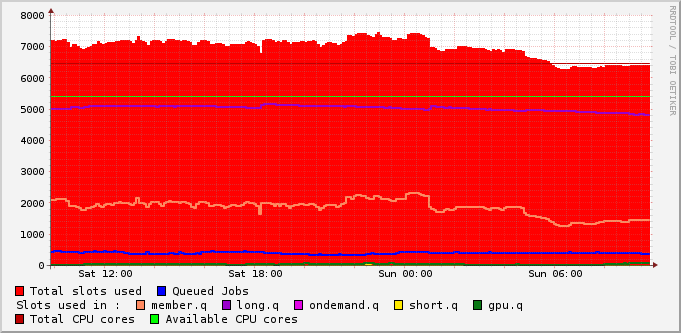 8000
7000
6000
5000
4000
3000
2000
1000
0
Sat 12:00 Sat 18:00 Sun 00:00 Sun 06:00
RRDTOOL / TOBI OETIKER
Total slots used Queued Jobs
Slots used in : member.q long.q ondemand.q short.q gpu.q
Total CPU cores Available CPU cores